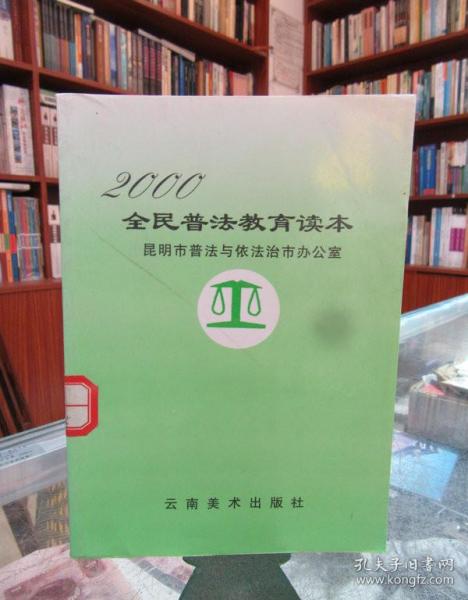 2000
全民普法教育读本
昆明市普法与依法治市办公室
云南美术出版社
孔夫子旧书网
www.kongfz.com